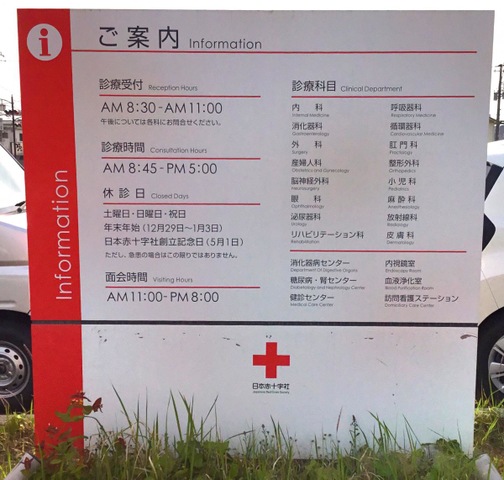 i
ご案内 Information
Information
診療受付 Reception Hours
AM 8:30 - AM 11:00
午後については各科にお問合せください。
診療時間 Consultation Hours
AM 8:45 - PM 5:00
休診日 Closed Days
土曜日・日曜日・祝日
年末年始(12月29日～1月3日)
日本赤十字社創立記念日(5月1日)
ただし、急患の場合はこの限りではありません。
面会時間 Visiting Hours
AM 11:00 - PM 8:00
診療科目 Clinical Department
内科
Internal Medicine
消化器科
Gastroenterology
外科
Surgery
産婦人科
Obstetrics and Gynecology
脳神経外科
Neurosurgery
眼科
Ophthalmology
泌尿器科
Urology
リハビリテーション科
Rehabilitation
呼吸器科
Respiratory Medicine
循環器科
Cardiovascular Medicine
肛門科
Proctology
整形外科
Orthopedics
小児科
Pediatrics
麻酔科
Anesthesiology
放射線科
Radiology
皮膚科
Dermatology
消化器病センター
Department Of Digestive Organs
糖尿病・腎センター
Diabetology and Nephrology Center
健診センター
Medical Care Center
内視鏡室
Endoscopy Room
血液浄化室
Blood Purification Room
訪問看護ステーション
Domiciliary Care Center
日本赤十字社
Japanese Red Cross Society